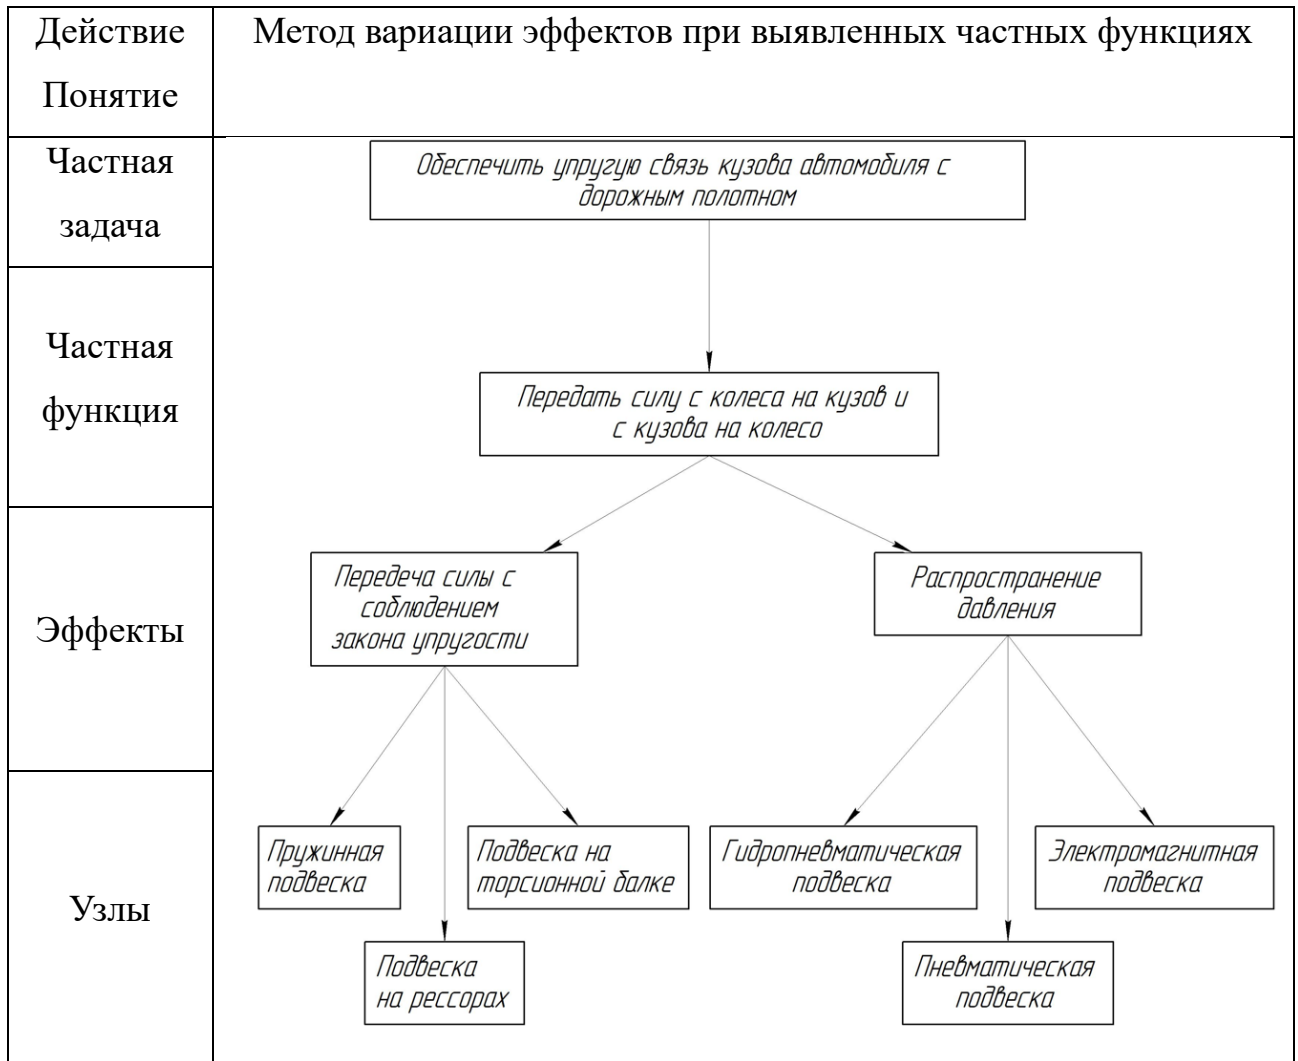 Действие
Понятие
Метод вариации эффектов при выявленных частных функциях
Частная
задача
Обеспечить упругую связь кузова автомобиля с
дорожным полотном
Частная
функция
Передать силу с колеса на кузов и
с кузова на колесо
Эффекты
Передеча силы с
соблюдением
закона упругости
Распространение
давления
Узлы
Пружинная
подвеска
Подвеска на
торсионной балке
Гидропневматическая
подвеска
Электромагнитная
подвеска
Подвеска
на рессорах
Пневматическая
подвеска